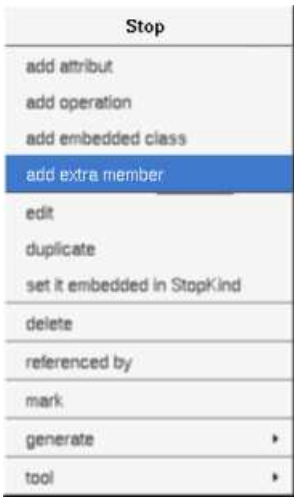 Stop
add attribut
add operation
add embedded class
add extra member
edit
duplicate
set it embedded in StopKind
delete
referenced by
mark
generate
tool